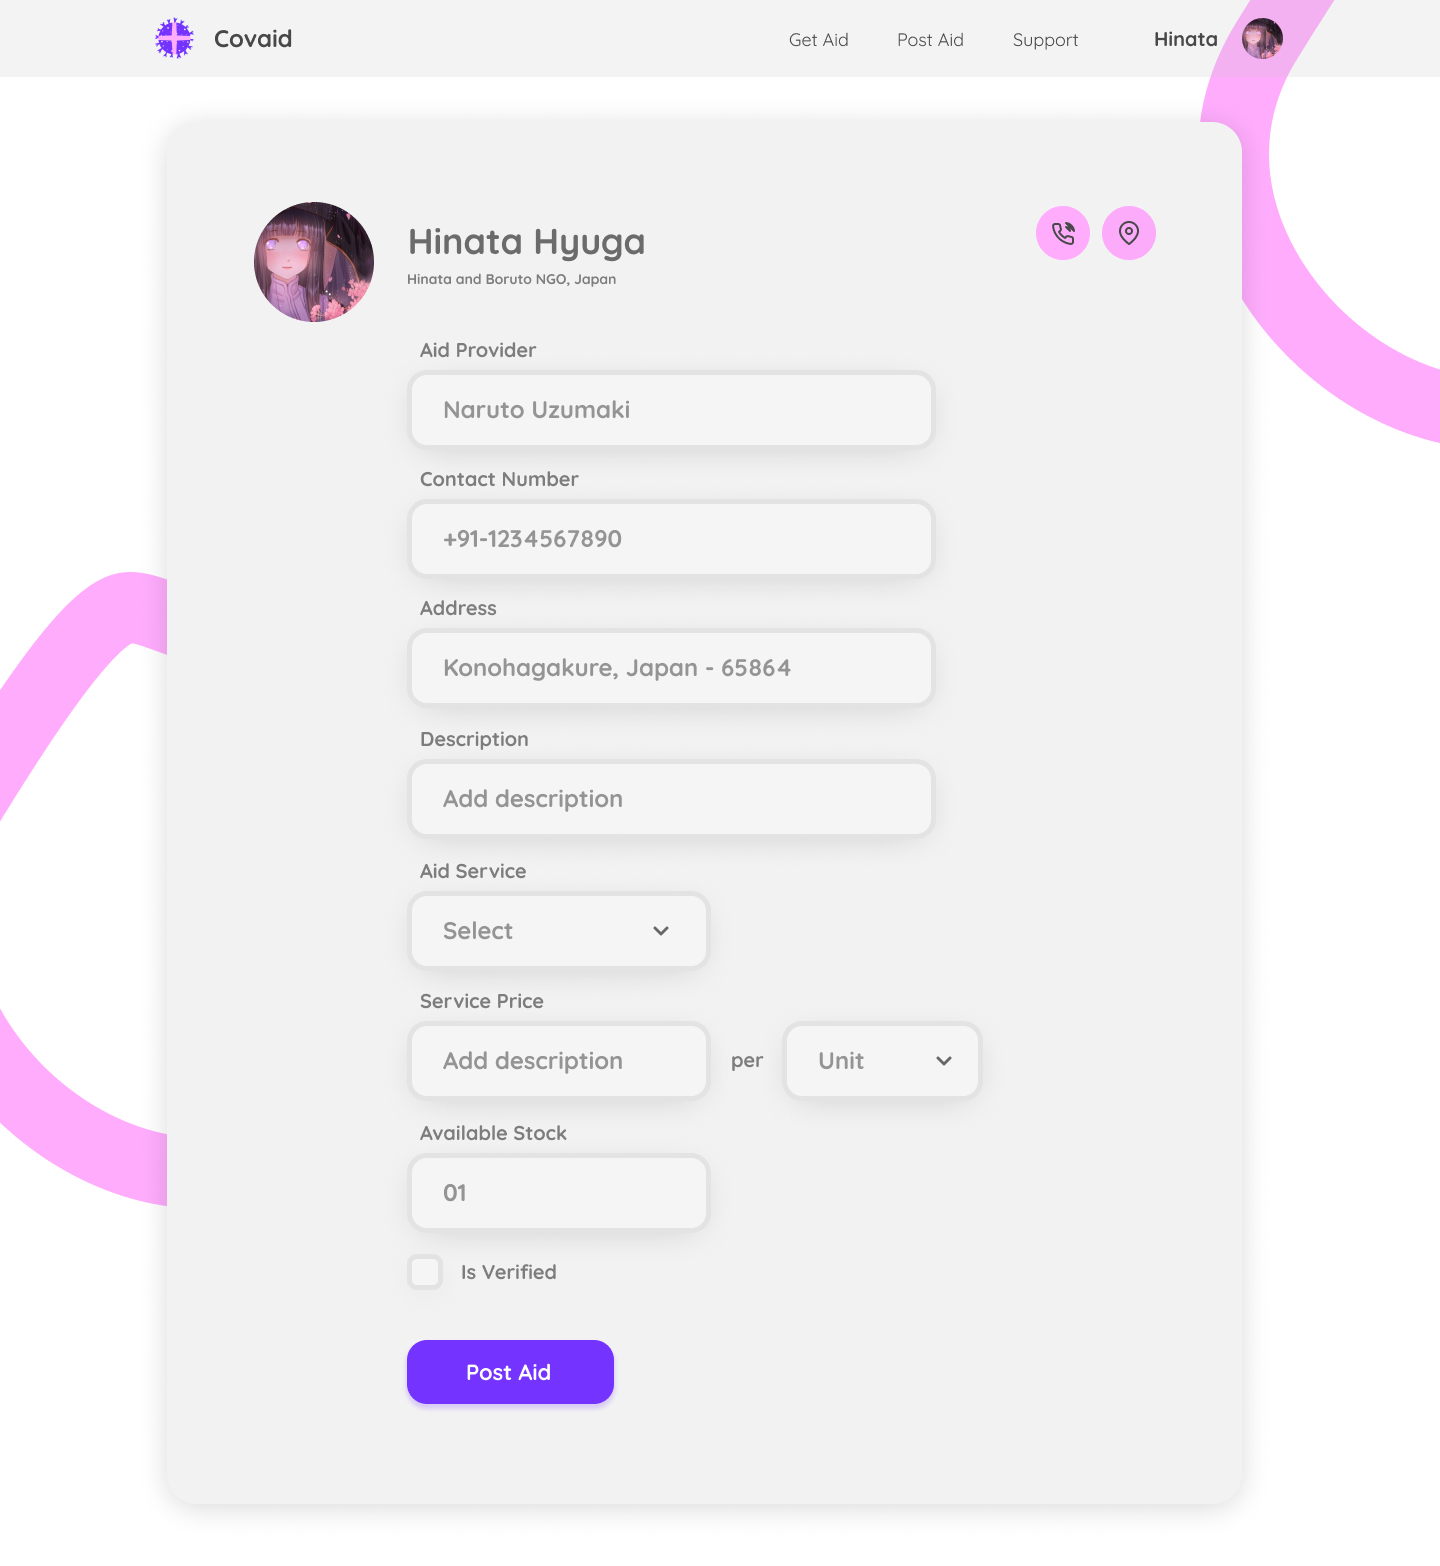 Covaid
Get Aid Post Aid Support Hinata
Hinata Hyuga
Hinata and Boruto NGO, Japan
Aid Provider
Naruto Uzumaki
Contact Number
+91-1234567890
Address
Konohagakure, Japan - 65864
Description
Add description
Aid Service
Select
Service Price
Add description per Unit
Available Stock
01
Is Verified
Post Aid